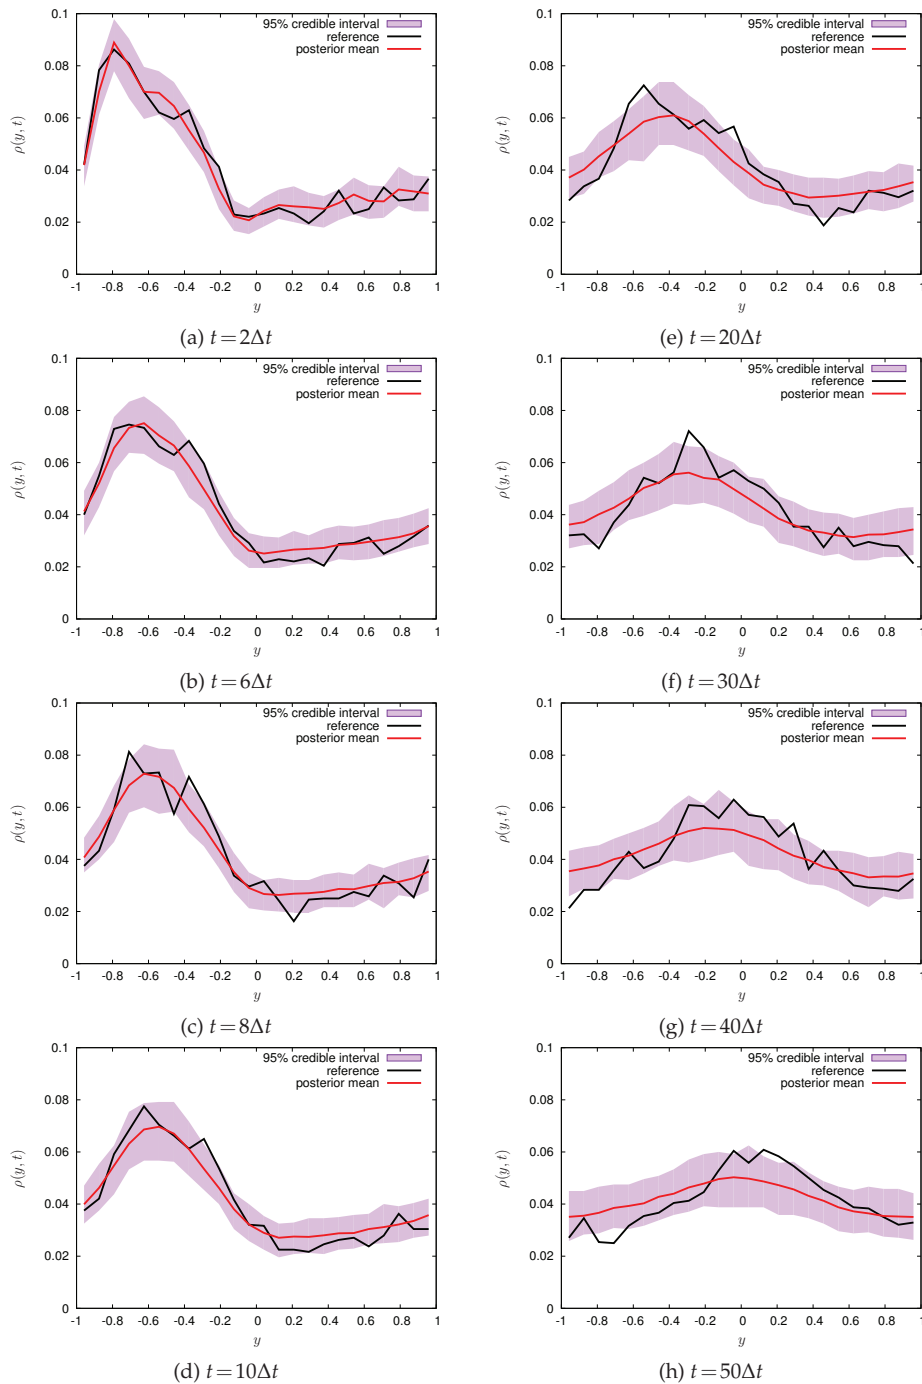 0.1
0.08
0.06
0.04
0.02
0
ρ(y, t)
95% credible interval
reference
posterior mean
-1 -0.8 -0.6 -0.4 -0.2 0 0.2 0.4 0.6 0.8 1
y
(a) t=2Δt
0.1
0.08
0.06
0.04
0.02
0
ρ(y, t)
95% credible interval
reference
posterior mean
-1 -0.8 -0.6 -0.4 -0.2 0 0.2 0.4 0.6 0.8 1
y
(e) t=20Δt
0.1
0.08
0.06
0.04
0.02
0
ρ(y, t)
95% credible interval
reference
posterior mean
-1 -0.8 -0.6 -0.4 -0.2 0 0.2 0.4 0.6 0.8 1
y
(b) t=6Δt
0.1
0.08
0.06
0.04
0.02
0
ρ(y, t)
95% credible interval
reference
posterior mean
-1 -0.8 -0.6 -0.4 -0.2 0 0.2 0.4 0.6 0.8 1
y
(f) t=30Δt
0.1
0.08
0.06
0.04
0.02
0
ρ(y, t)
95% credible interval
reference
posterior mean
-1 -0.8 -0.6 -0.4 -0.2 0 0.2 0.4 0.6 0.8 1
y
(c) t=8Δt
0.1
0.08
0.06
0.04
0.02
0
ρ(y, t)
95% credible interval
reference
posterior mean
-1 -0.8 -0.6 -0.4 -0.2 0 0.2 0.4 0.6 0.8 1
y
(g) t=40Δt
0.1
0.08
0.06
0.04
0.02
0
ρ(y, t)
95% credible interval
reference
posterior mean
-1 -0.8 -0.6 -0.4 -0.2 0 0.2 0.4 0.6 0.8 1
y
(d) t=10Δt
0.1
0.08
0.06
0.04
0.02
0
ρ(y, t)
95% credible interval
reference
posterior mean
-1 -0.8 -0.6 -0.4 -0.2 0 0.2 0.4 0.6 0.8 1
y
(h) t=50Δt